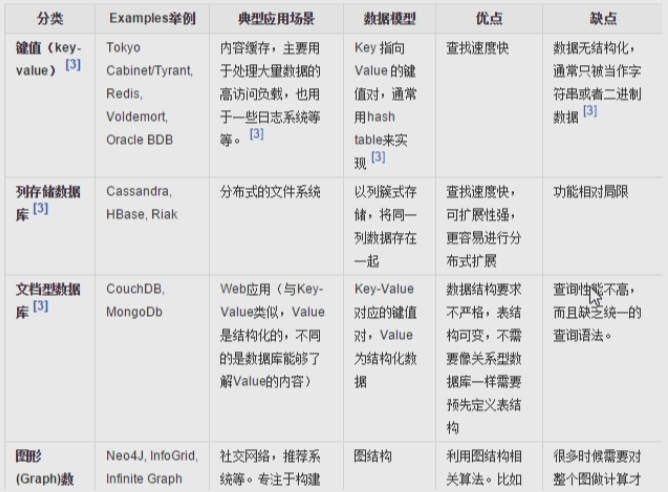 分类
Examples举例
典型应用场景
数据模型
优点
缺点
键值（key-
value） [3]
Tokyo
Cabinet/Tyrant,
Redis,
Voldemort,
Oracle BDB
内容缓存，主要用
于处理大量数据的
高访问负载，也用
于一些日志系统等
等。 [3]
Key 指向
Value 的键
值对，通常
用hash
table来实
现 [3]
查找速度快
数据无结构化，
通常只被当作字
符串或者二进制
数据 [3]
列存储数据
库 [3]
Cassandra,
HBase, Riak
分布式的文件系统
以列簇式存
储，将同一
列数据存在
一起
查找速度快，
可扩展性强，
更容易进行分
布式扩展
功能相对局限
文档型数据
库 [3]
CouchDB,
MongoDb
Web应用（与Key-
Value类似，Value
是结构化的，不同
的是数据库能够了
解Value的内容）
Key-Value
对应的键值
对，Value
为结构化数
据
数据结构要求
不严格，表结
构可变，不需
要像关系型数
据库一样需要
预先定义表结
构
查询性能不高，
而且缺乏统一的
查询语法。
图形
(Graph)数
Neo4J, InfoGrid,
Infinite Graph
社交网络，推荐系
统等。专注于构建
图结构
利用图结构相
关算法。比如
很多时候需要对
整个图做计算才